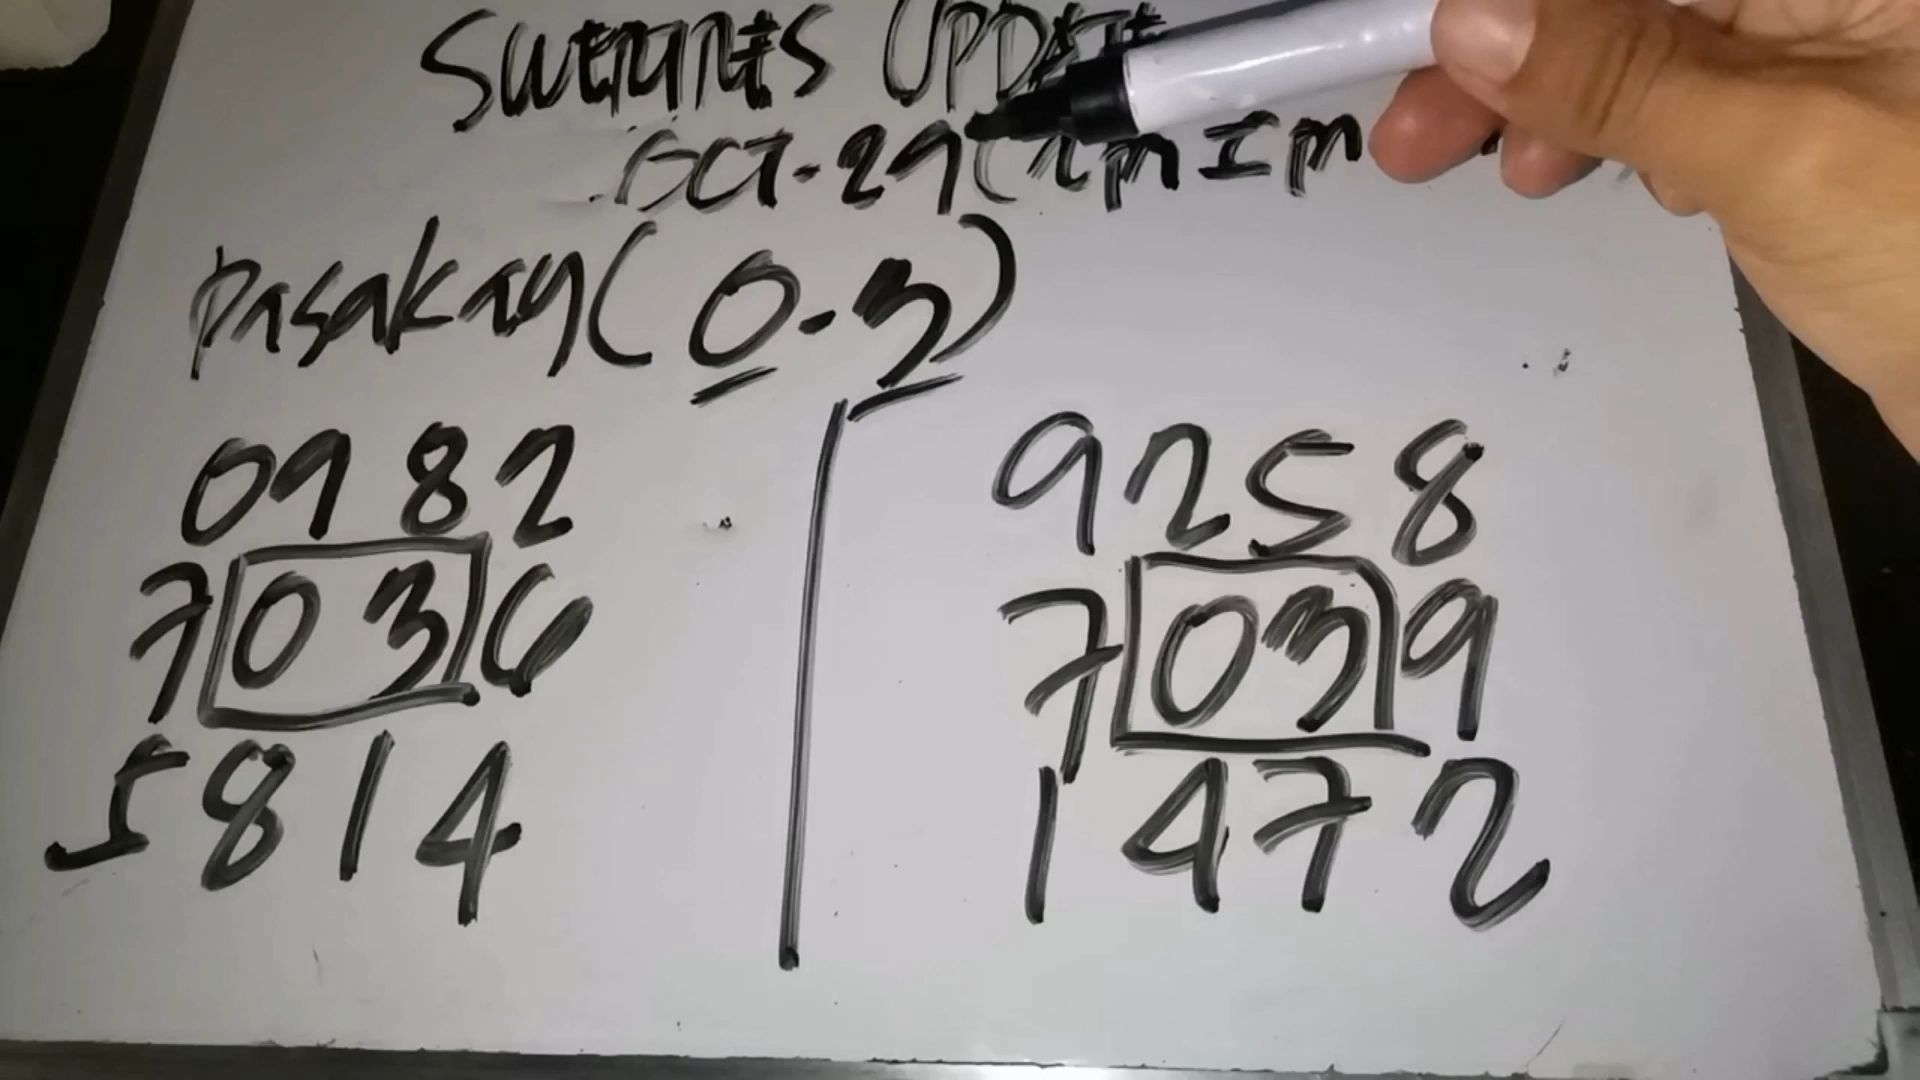 SWERTRES UPDATE
OCT-29
Pasakay (0-3)
0982
7036
5814
9258
7039
1472